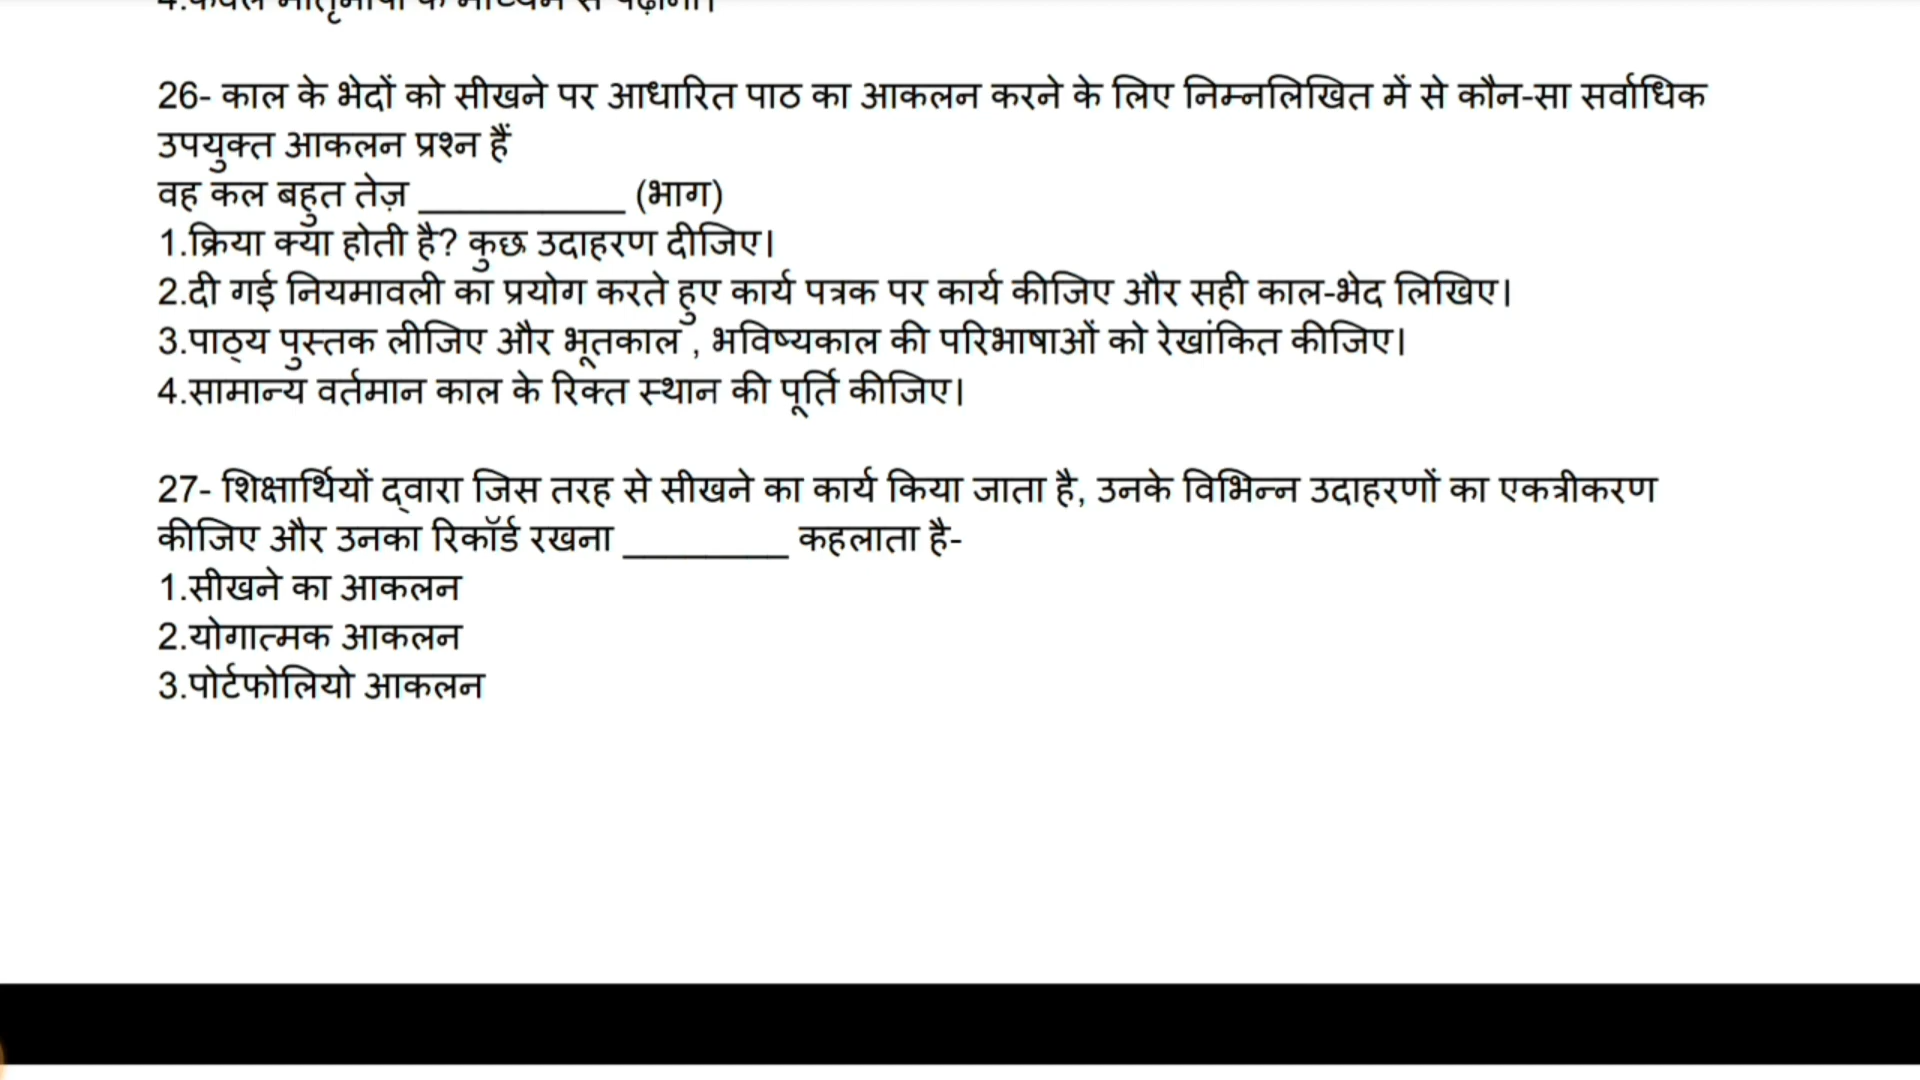 26- काल के भेदों को सीखने पर आधारित पाठ का आकलन करने के लिए निम्नलिखित में से कौन-सा सर्वाधिक
उपयुक्त आकलन प्रश्न हैं
वह कल बहुत तेज़ __________ (भाग)
1.क्रिया क्या होती है? कुछ उदाहरण दीजिए।
2.दी गई नियमावली का प्रयोग करते हुए कार्य पत्रक पर कार्य कीजिए और सही काल-भेद लिखिए।
3.पाठ्य पुस्तक लीजिए और भूतकाल , भविष्यकाल की परिभाषाओं को रेखांकित कीजिए।
4.सामान्य वर्तमान काल के रिक्त स्थान की पूर्ति कीजिए।
27- शिक्षार्थियों द्वारा जिस तरह से सीखने का कार्य किया जाता है, उनके विभिन्न उदाहरणों का एकत्रीकरण
कीजिए और उनका रिकॉर्ड रखना ________ कहलाता है-
1.सीखने का आकलन
2.योगात्मक आकलन
3.पोर्टफोलियो आकलन